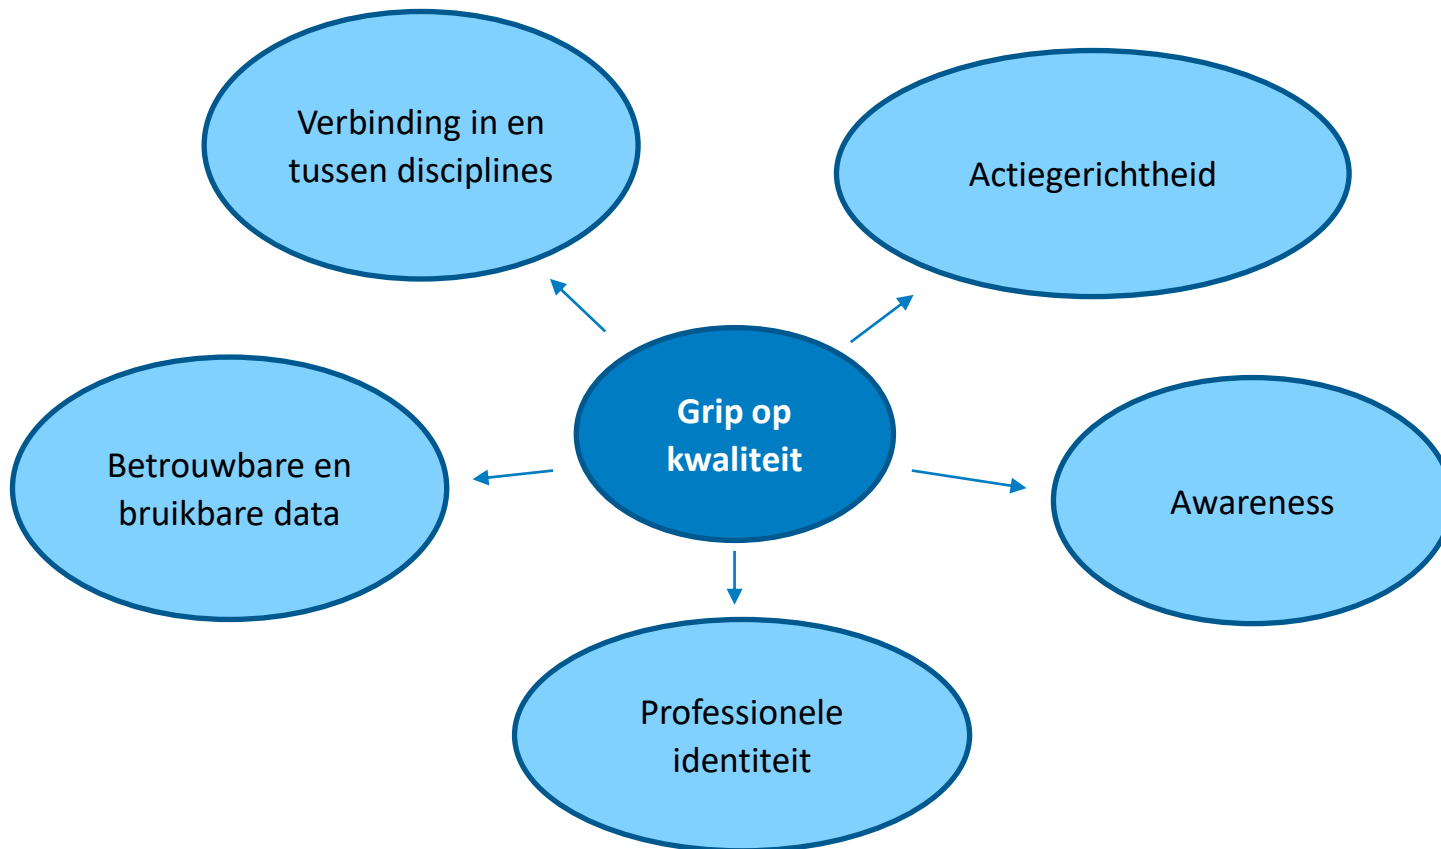 Verbinding in en
tussen disciplines
Actiegerichtheid
Grip op
kwaliteit
Betrouwbare en
bruikbare data
Awareness
Professionele
identiteit